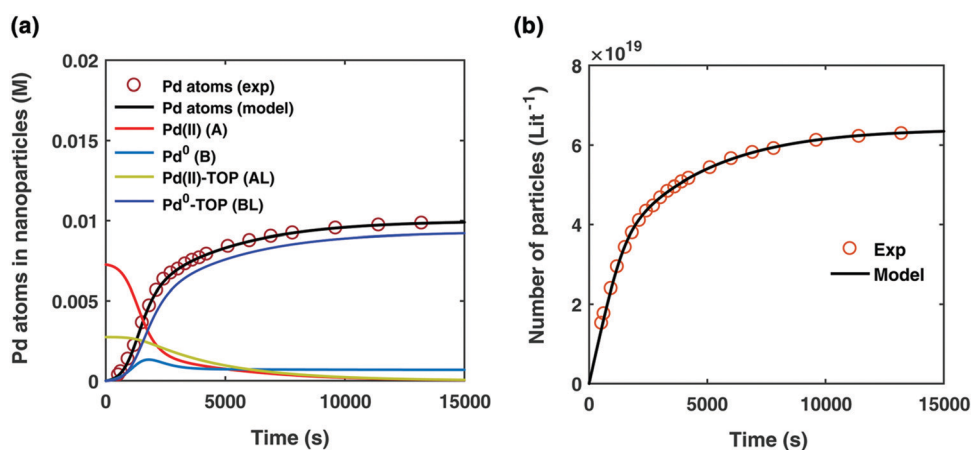 (a)
Pd atoms in nanoparticles (M)
0.02
0.015
0.01
0.005
0
Pd atoms (exp)
Pd atoms (model)
Pd(II) (A)
Pd⁰ (B)
Pd(II)-TOP (AL)
Pd⁰-TOP (BL)
0 5000 10000 15000
Time (s)
(b)
×10¹⁹
Number of particles (Lit⁻¹)
8
6
4
2
0
Exp
Model
0 5000 10000 15000
Time (s)